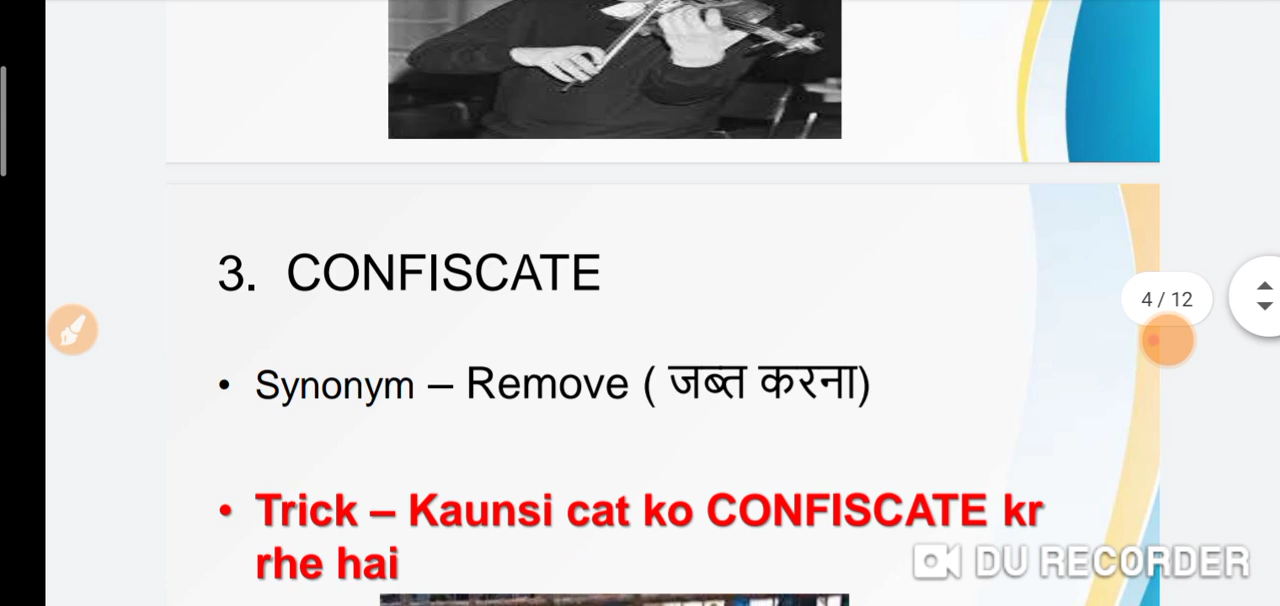 3. CONFISCATE
4 / 12
• Synonym – Remove ( जब्त करना)
• Trick – Kaunsi cat ko CONFISCATE kr
rhe hai
DU RECORDER